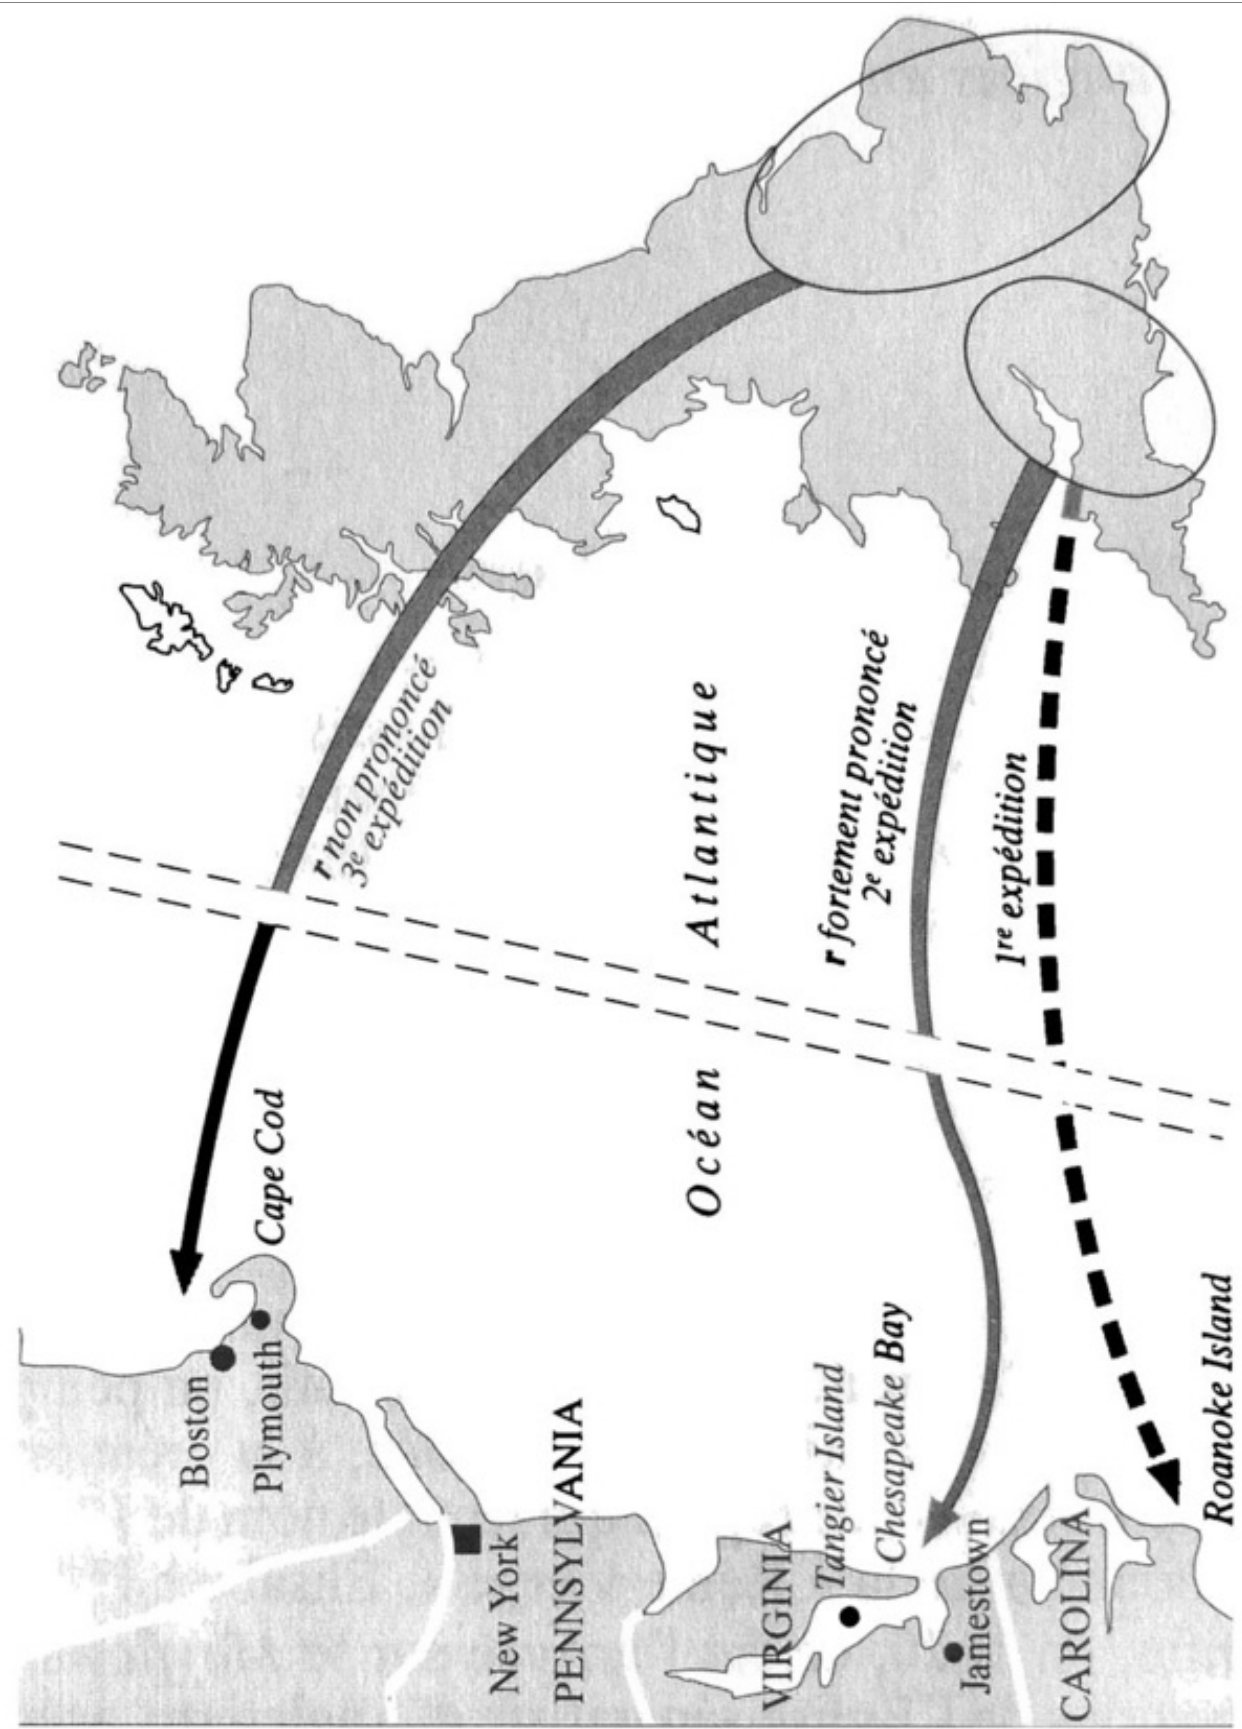 Boston
Plymouth
Cape Cod
New York
PENNSYLVANIA
VIRGINIA
Tangier Island
Chesapeake Bay
Jamestown
CAROLINA
Roanoke Island
Océan Atlantique
r non prononcé
3e expédition
r fortement prononcé
2e expédition
1re expédition